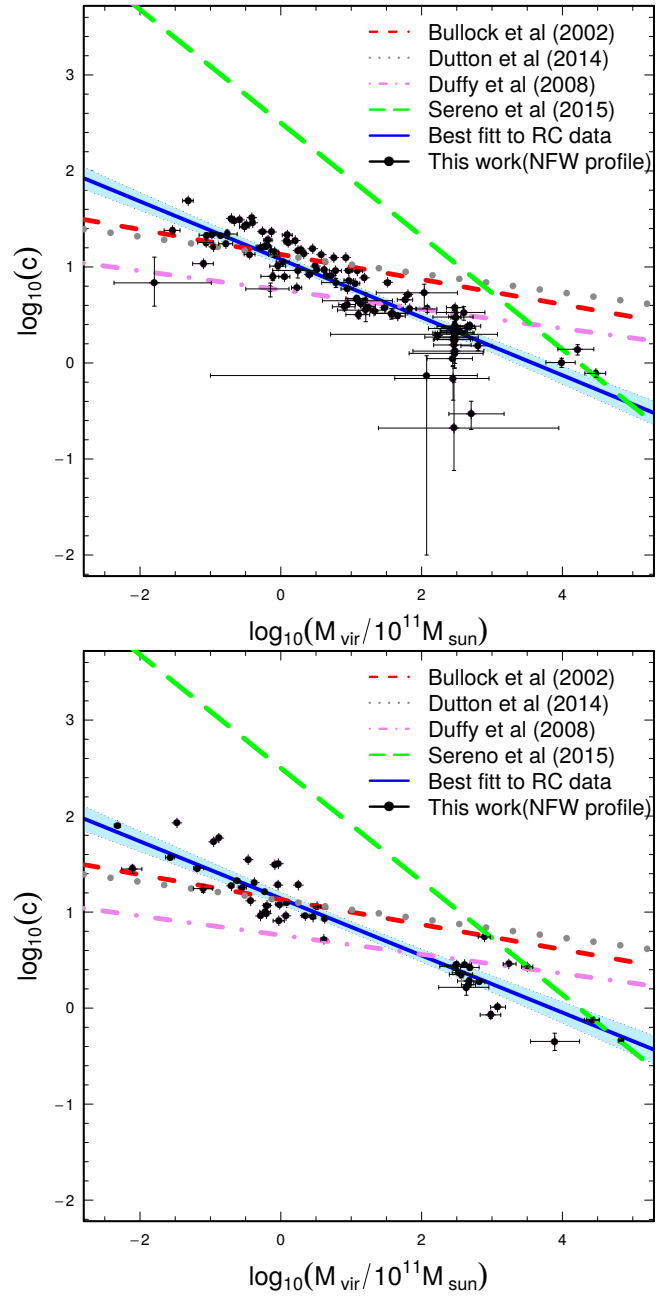 Bullock et al (2002)
Dutton et al (2014)
Duffy et al (2008)
Sereno et al (2015)
Best fitt to RC data
This work(NFW profile)
3
2
1
0
−1
−2
log10(c)
−2 0 2 4
log10(Mvir/10^11Msun)
Bullock et al (2002)
Dutton et al (2014)
Duffy et al (2008)
Sereno et al (2015)
Best fitt to RC data
This work(NFW profile)
3
2
1
0
−1
−2
log10(c)
−2 0 2 4
log10(Mvir/10^11Msun)